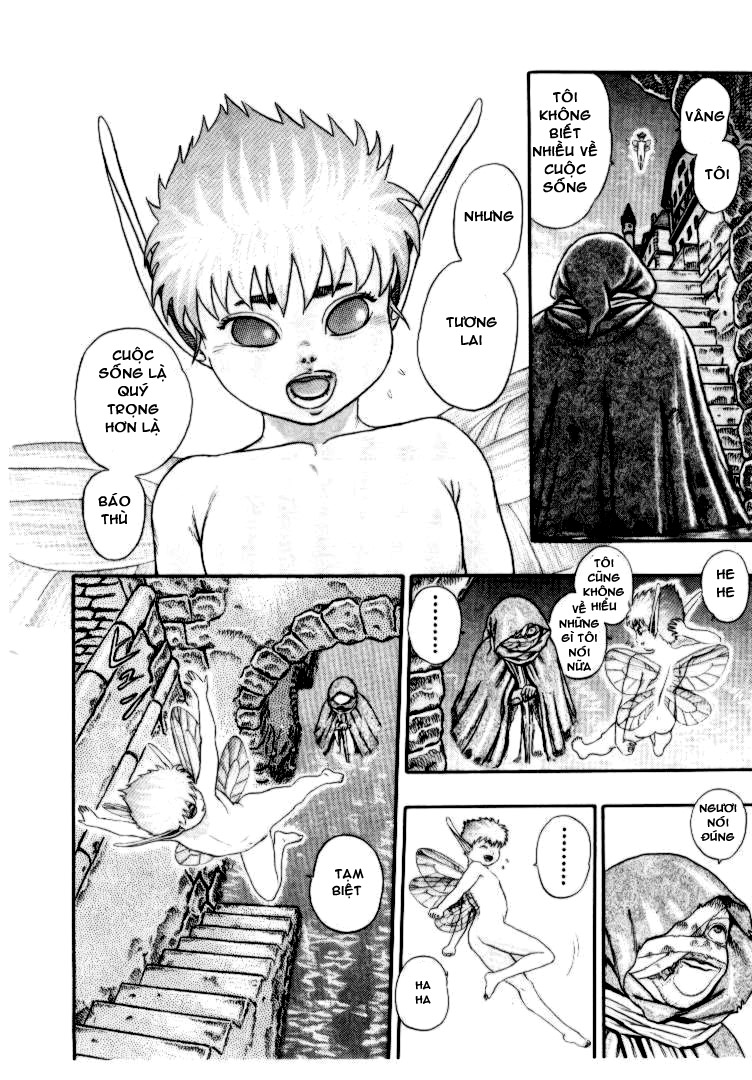 VÂNG
TÔI
TÔI
KHÔNG
BIẾT
NHIỀU VỀ
CUỘC
SỐNG
NHƯNG
TƯƠNG
LAI
CUỘC
SỐNG LÀ
QUÝ
TRỌNG
HƠN LÀ
BÁO
THÙ
HE
HE
TÔI
CŨNG
KHÔNG
HIỂU
VỀ
NHỮNG
GÌ TÔI
NÓI
NỮA
......
TẠM
BIỆT
NGƯƠI
NÓI
ĐÚNG
......
HA
HA